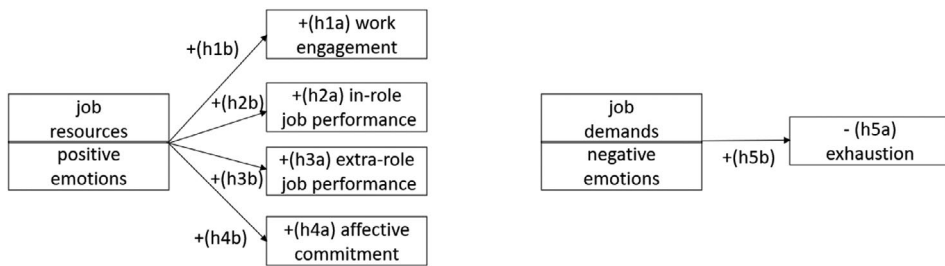 +(h1a) work
engagement
+(h1b)
+(h2a) in-role
job performance
+(h2b)
job
resources
positive
emotions
+(h3a) extra-role
job performance
+(h3b)
+(h4a) affective
commitment
+(h4b)
job
demands
negative
emotions
+(h5b)
- (h5a)
exhaustion